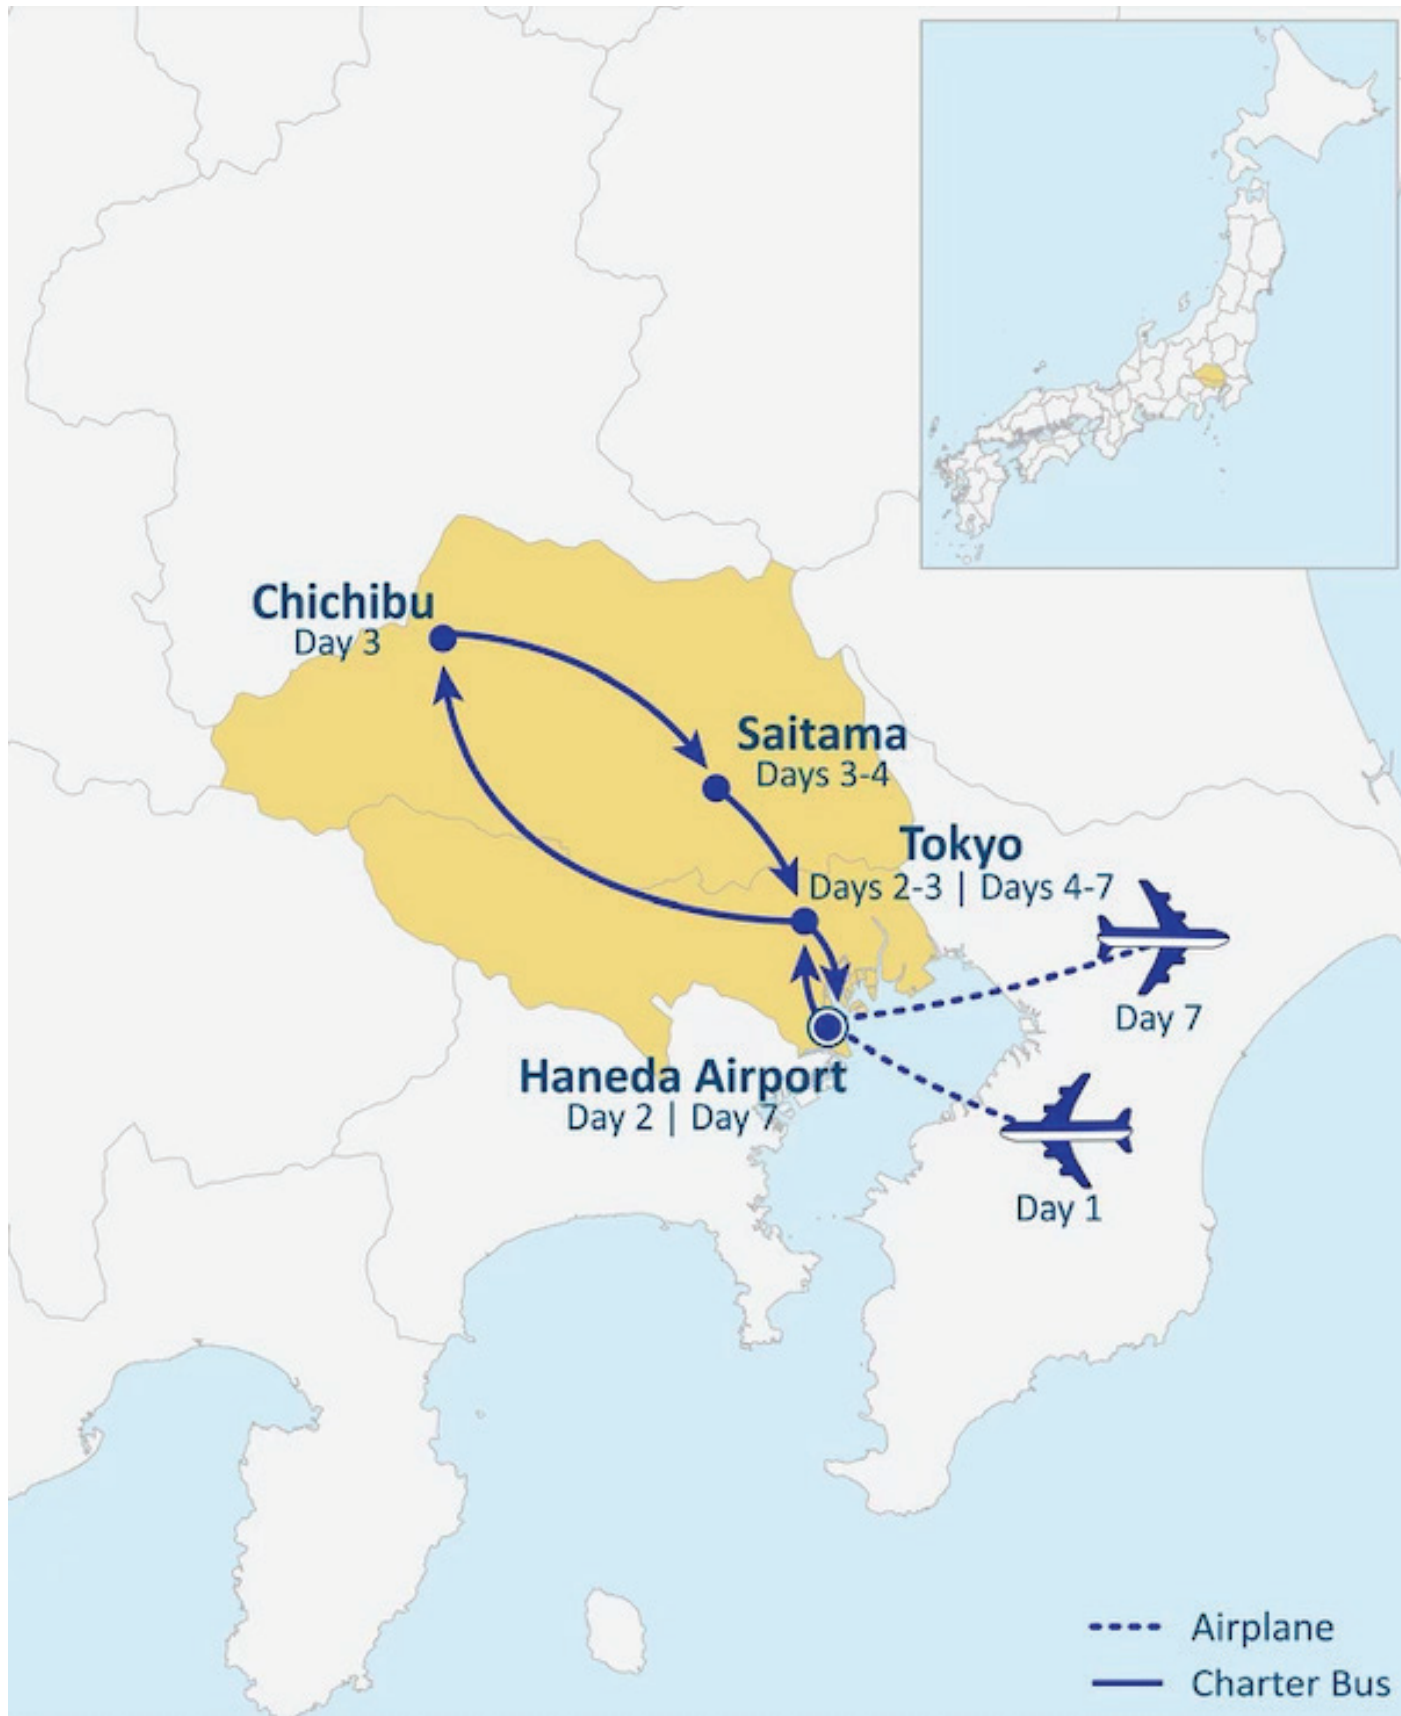 Chichibu
Day 3
Saitama
Days 3-4
Tokyo
Days 2-3 | Days 4-7
Day 7
Haneda Airport
Day 2 | Day 7
Day 1
Airplane
Charter Bus